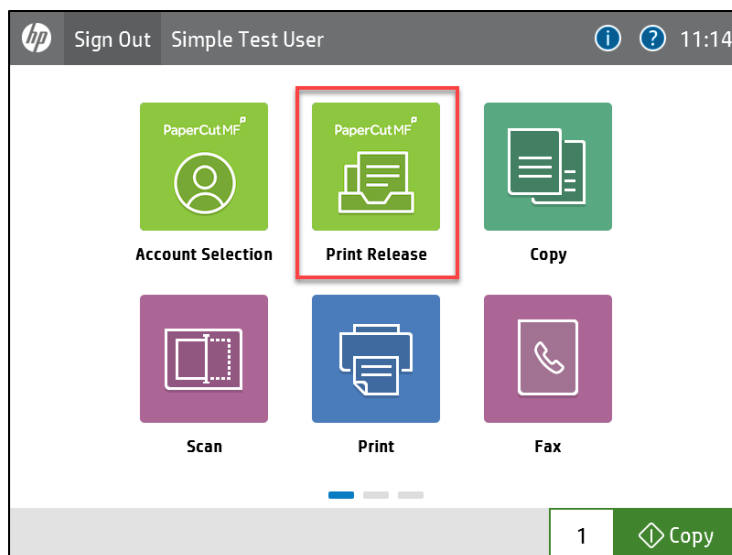 hp Sign Out Simple Test User i ? 11:14
PaperCut MF PaperCut MF
Account Selection Print Release Copy
Scan Print Fax
1 Copy